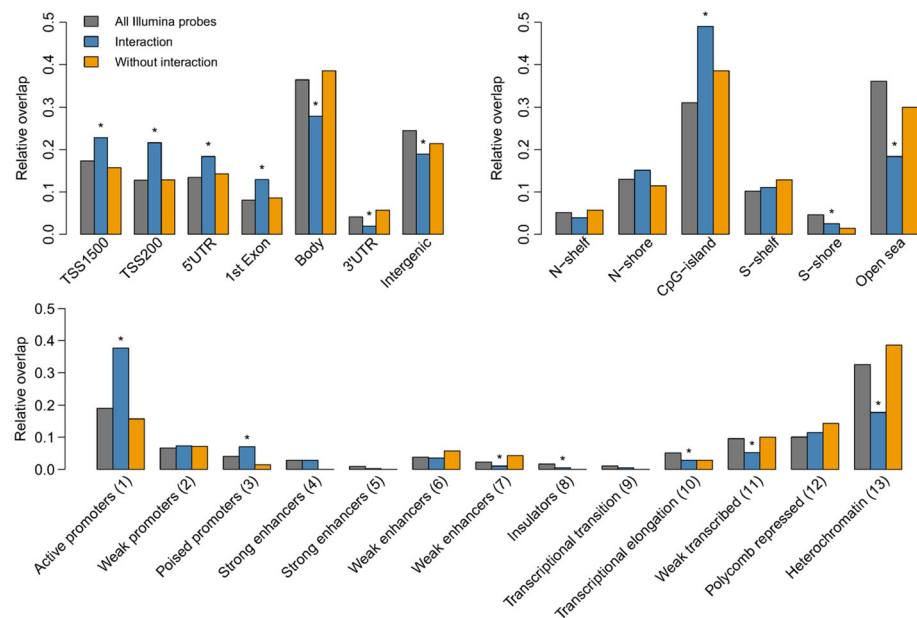 All Illumina probes
Interaction
Without interaction
Relative overlap
0.0 0.1 0.2 0.3 0.4 0.5
* * * * * * *
TSS1500 TSS200 5'UTR 1st Exon Body 3'UTR Intergenic
Relative overlap
0.0 0.1 0.2 0.3 0.4 0.5
* * *
N−shelf N−shore CpG−island S−shelf S−shore Open sea
Relative overlap
0.5
0.4
0.3
0.2
0.1
0.0
* * * * * * *
Active promoters (1)
Weak promoters (2)
Poised promoters (3)
Strong enhancers (4)
Strong enhancers (5)
Weak enhancers (6)
Weak enhancers (7)
Insulators (8)
Transcriptional transition (9)
Transcriptional elongation (10)
Weak transcribed (11)
Polycomb repressed (12)
Heterochromatin (13)